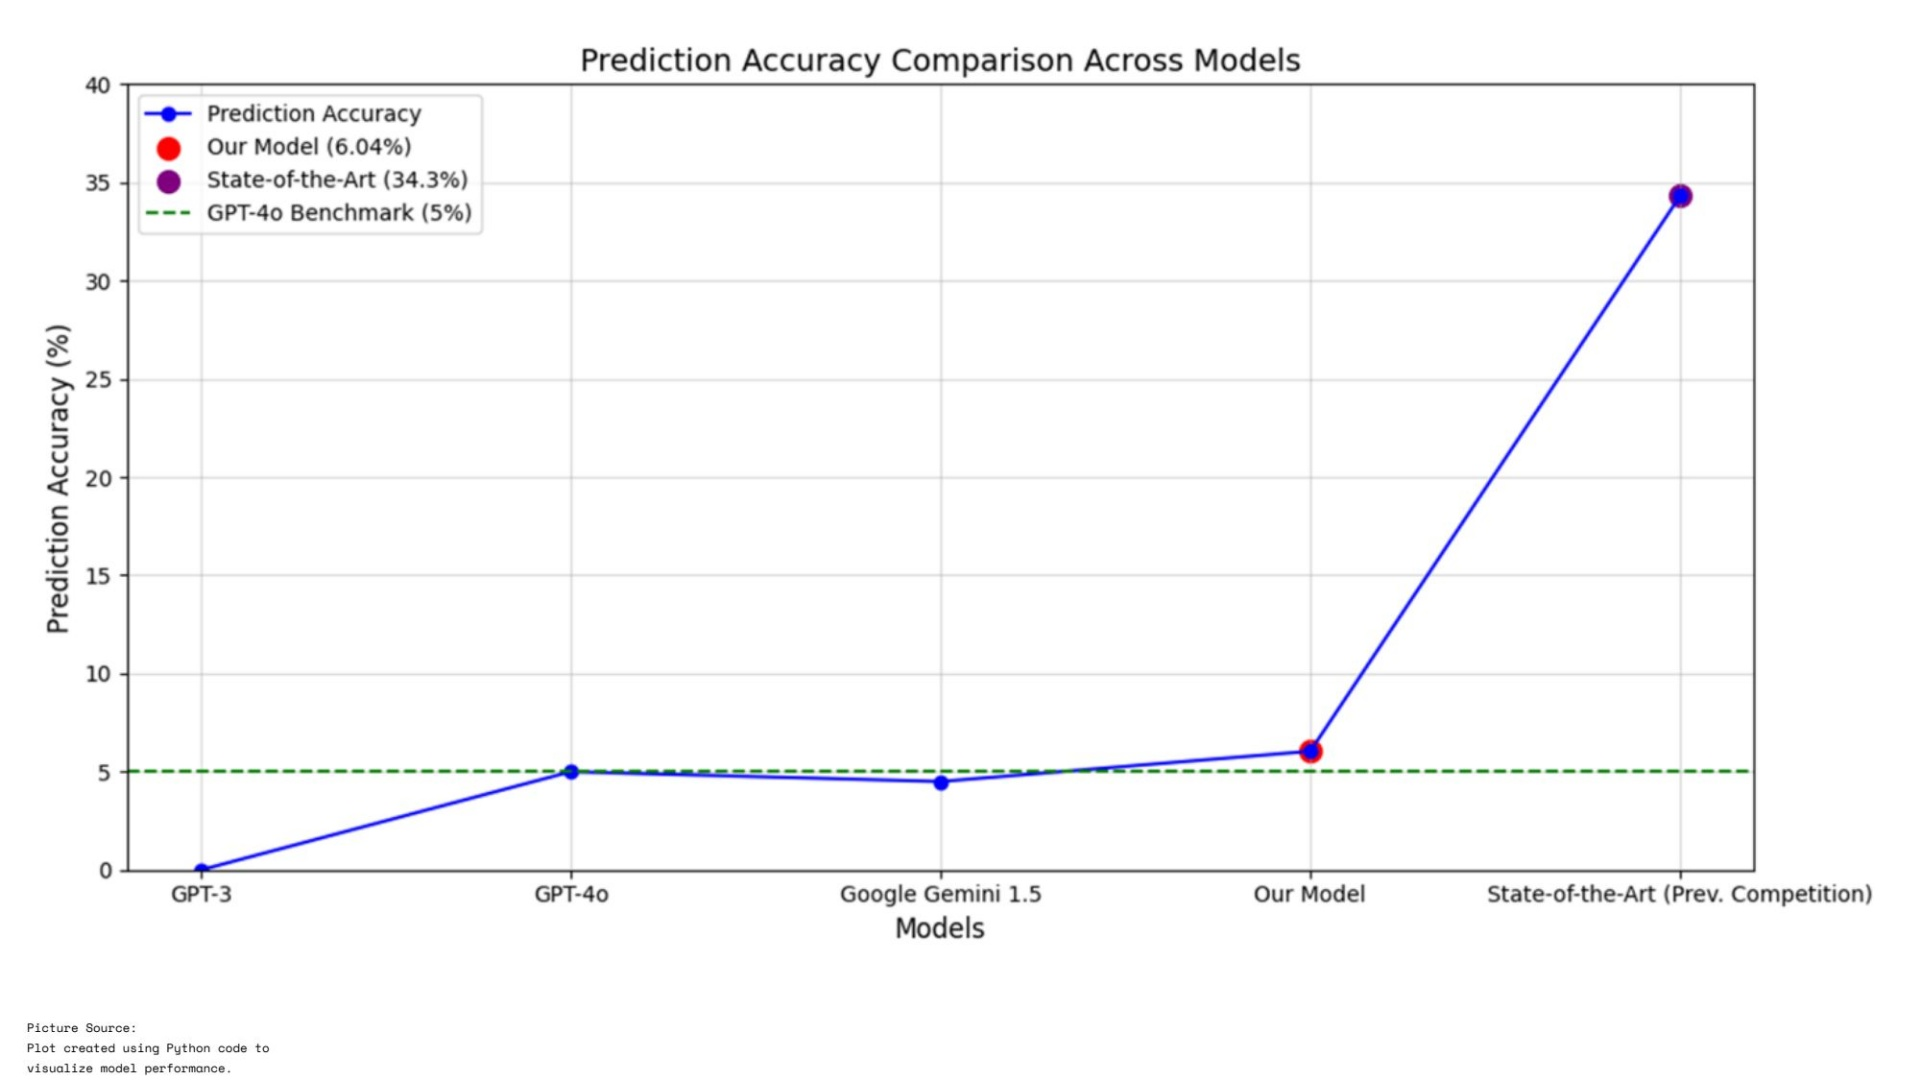 Prediction Accuracy Comparison Across Models
40
35
30
25
20
15
10
5
0
Prediction Accuracy (%)
Prediction Accuracy
Our Model (6.04%)
State-of-the-Art (34.3%)
GPT-4o Benchmark (5%)
GPT-3
GPT-4o
Google Gemini 1.5
Our Model
State-of-the-Art (Prev. Competition)
Models
Picture Source:
Plot created using Python code to
visualize model performance.